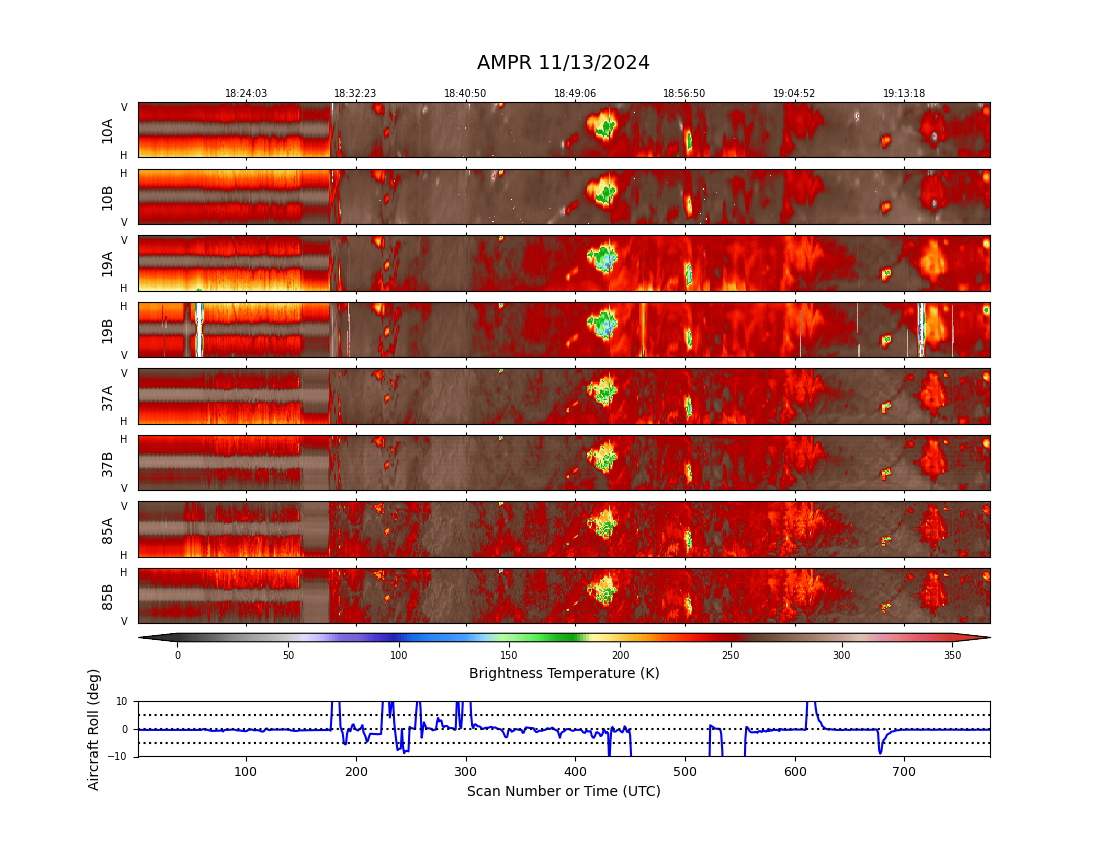 AMPR 11/13/2024
18:24:03 18:32:23 18:40:50 18:49:06 18:56:50 19:04:52 19:13:18
V
10A
H
H
10B
V
V
19A
H
H
19B
V
V
37A
H
H
37B
V
V
85A
H
H
85B
V
0 50 100 150 200 250 300 350
Brightness Temperature (K)
Aircraft Roll (deg)
10
0
−10
100 200 300 400 500 600 700
Scan Number or Time (UTC)